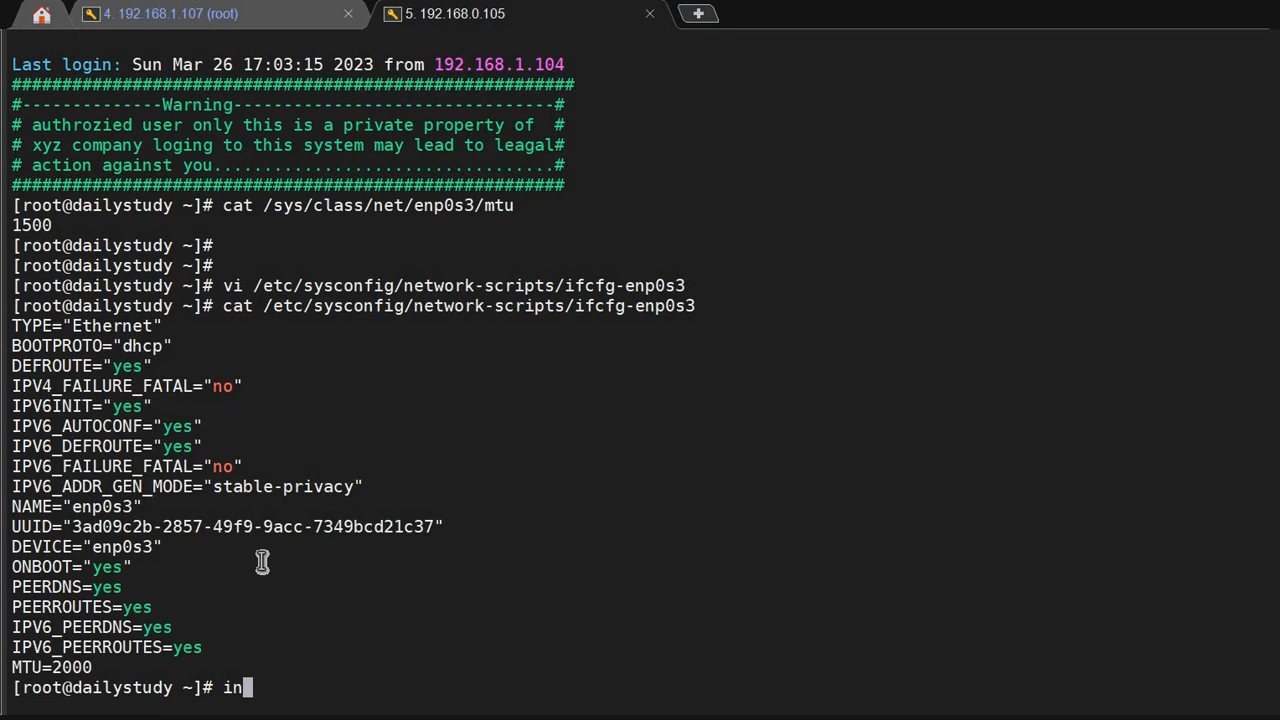 4. 192.168.1.107 (root)
5. 192.168.0.105
Last login: Sun Mar 26 17:03:15 2023 from 192.168.1.104
########################################################
#--------------Warning--------------------------------#
# authrozied user only this is a private property of  #
# xyz company loging to this system may lead to leagal#
# action against you..................................#
#######################################################
[root@dailystudy ~]# cat /sys/class/net/enp0s3/mtu
1500
[root@dailystudy ~]#
[root@dailystudy ~]#
[root@dailystudy ~]# vi /etc/sysconfig/network-scripts/ifcfg-enp0s3
[root@dailystudy ~]# cat /etc/sysconfig/network-scripts/ifcfg-enp0s3
TYPE="Ethernet"
BOOTPROTO="dhcp"
DEFROUTE="yes"
IPV4_FAILURE_FATAL="no"
IPV6INIT="yes"
IPV6_AUTOCONF="yes"
IPV6_DEFROUTE="yes"
IPV6_FAILURE_FATAL="no"
IPV6_ADDR_GEN_MODE="stable-privacy"
NAME="enp0s3"
UUID="3ad09c2b-2857-49f9-9acc-7349bcd21c37"
DEVICE="enp0s3"
ONBOOT="yes"
PEERDNS=yes
PEERROUTES=yes
IPV6_PEERDNS=yes
IPV6_PEERROUTES=yes
MTU=2000
[root@dailystudy ~]# in